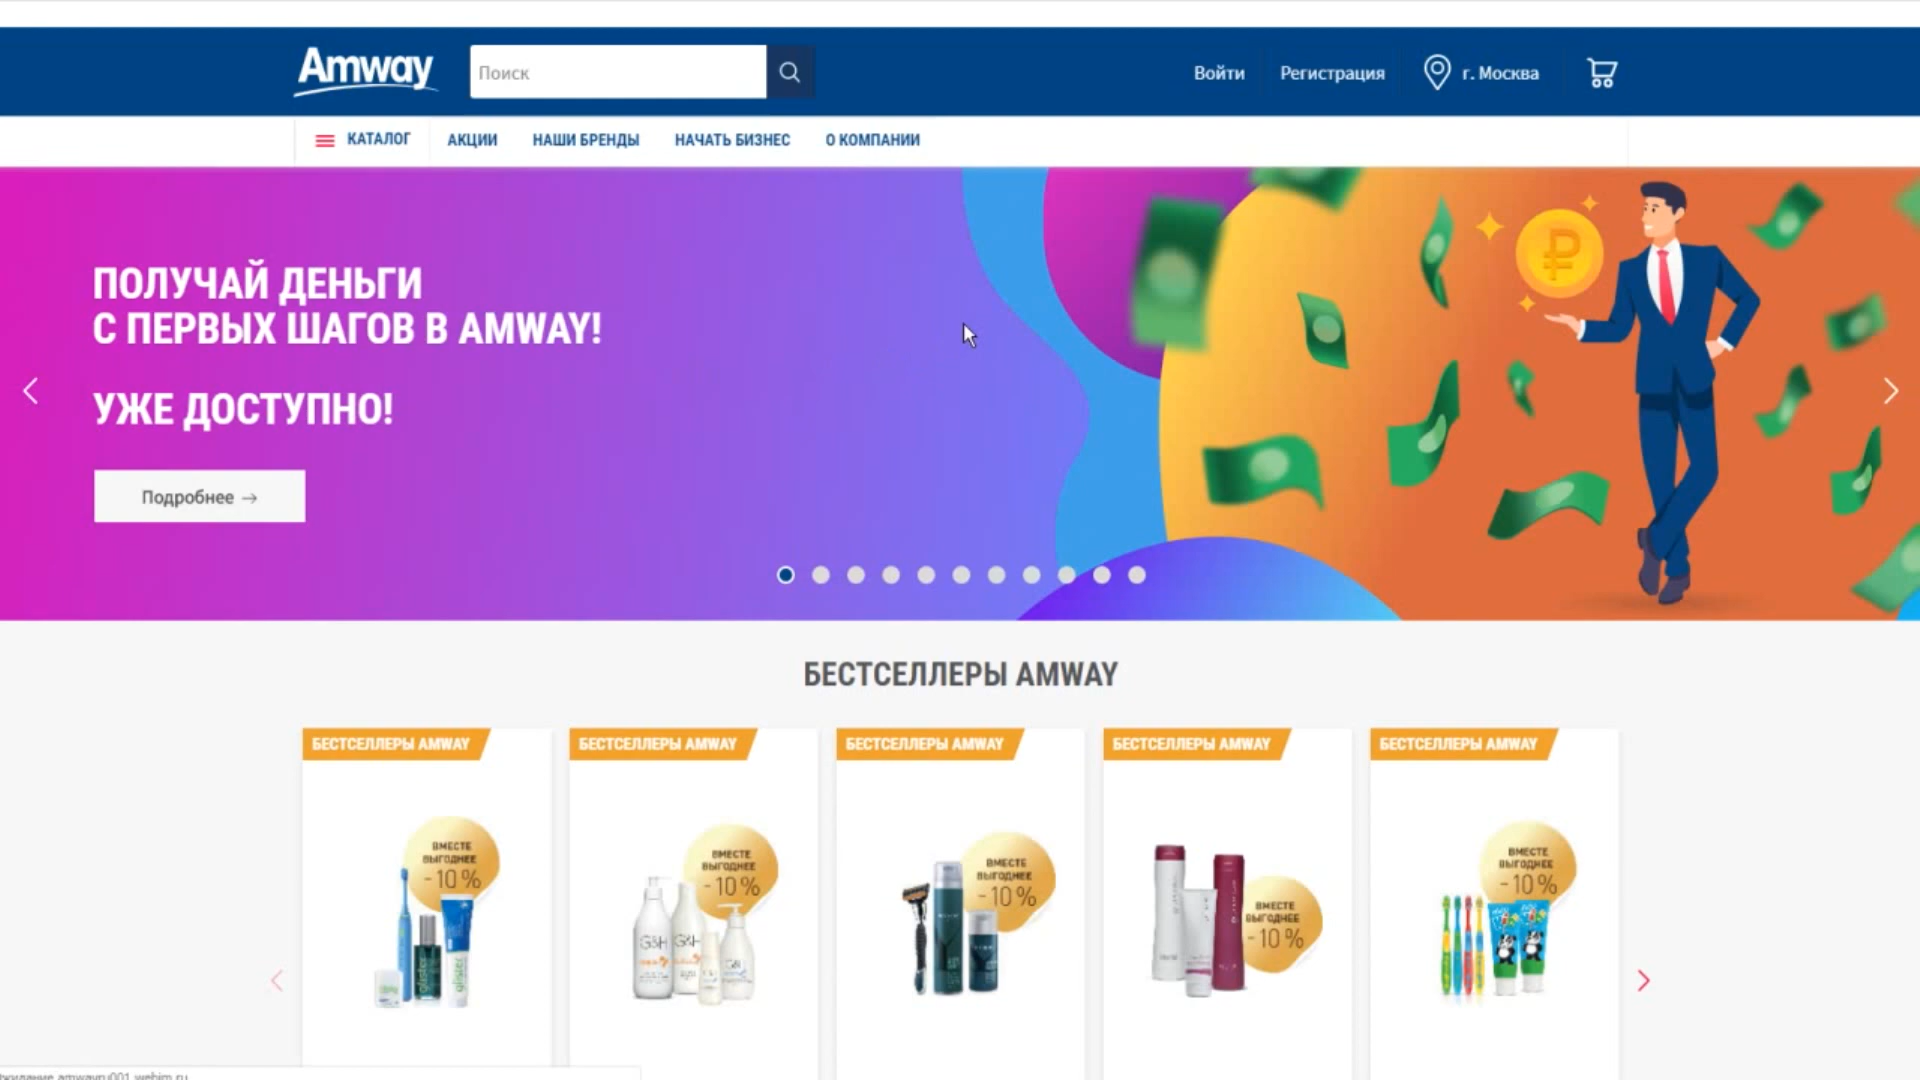 Amway
Поиск
Войти
Регистрация
г. Москва
КАТАЛОГ
АКЦИИ
НАШИ БРЕНДЫ
НАЧАТЬ БИЗНЕС
О КОМПАНИИ
ПОЛУЧАЙ ДЕНЬГИ
С ПЕРВЫХ ШАГОВ В AMWAY!
УЖЕ ДОСТУПНО!
Подробнее →
₽
БЕСТСЕЛЛЕРЫ AMWAY
БЕСТСЕЛЛЕРЫ AMWAY
БЕСТСЕЛЛЕРЫ AMWAY
БЕСТСЕЛЛЕРЫ AMWAY
БЕСТСЕЛЛЕРЫ AMWAY
БЕСТСЕЛЛЕРЫ AMWAY
ВМЕСТЕ
ВЫГОДНЕЕ
- 10 %
glister
glister
ВМЕСТЕ
ВЫГОДНЕЕ
- 10 %
G&H
G&H
G&H
ВМЕСТЕ
ВЫГОДНЕЕ
- 10 %
ВМЕСТЕ
ВЫГОДНЕЕ
- 10 %
ВМЕСТЕ
ВЫГОДНЕЕ
- 10 %